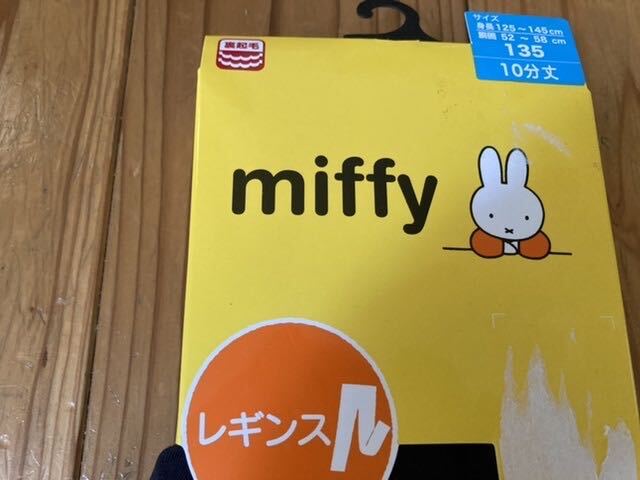 サイズ
身長125～145cm
胴囲 52 ～ 58 cm
135
10分丈
裏起毛
miffy
レギンス